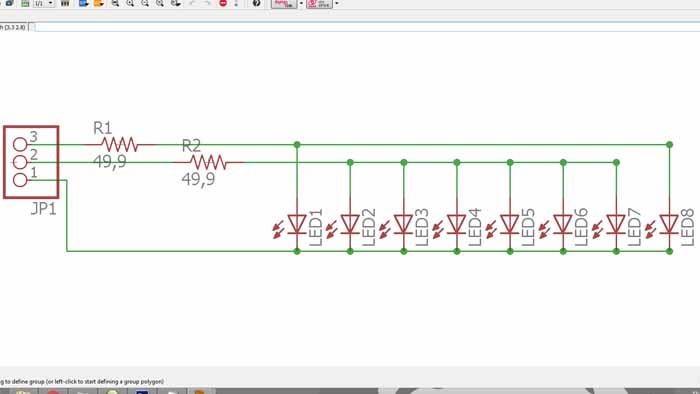 1/1
h (3.3 2.8)
R1
3
R2
2
49,9
1
49,9
JP1
LED1
LED2
LED3
LED4
LED5
LED6
LED7
LED8
g to define group (or left-click to start defining a group polygon)